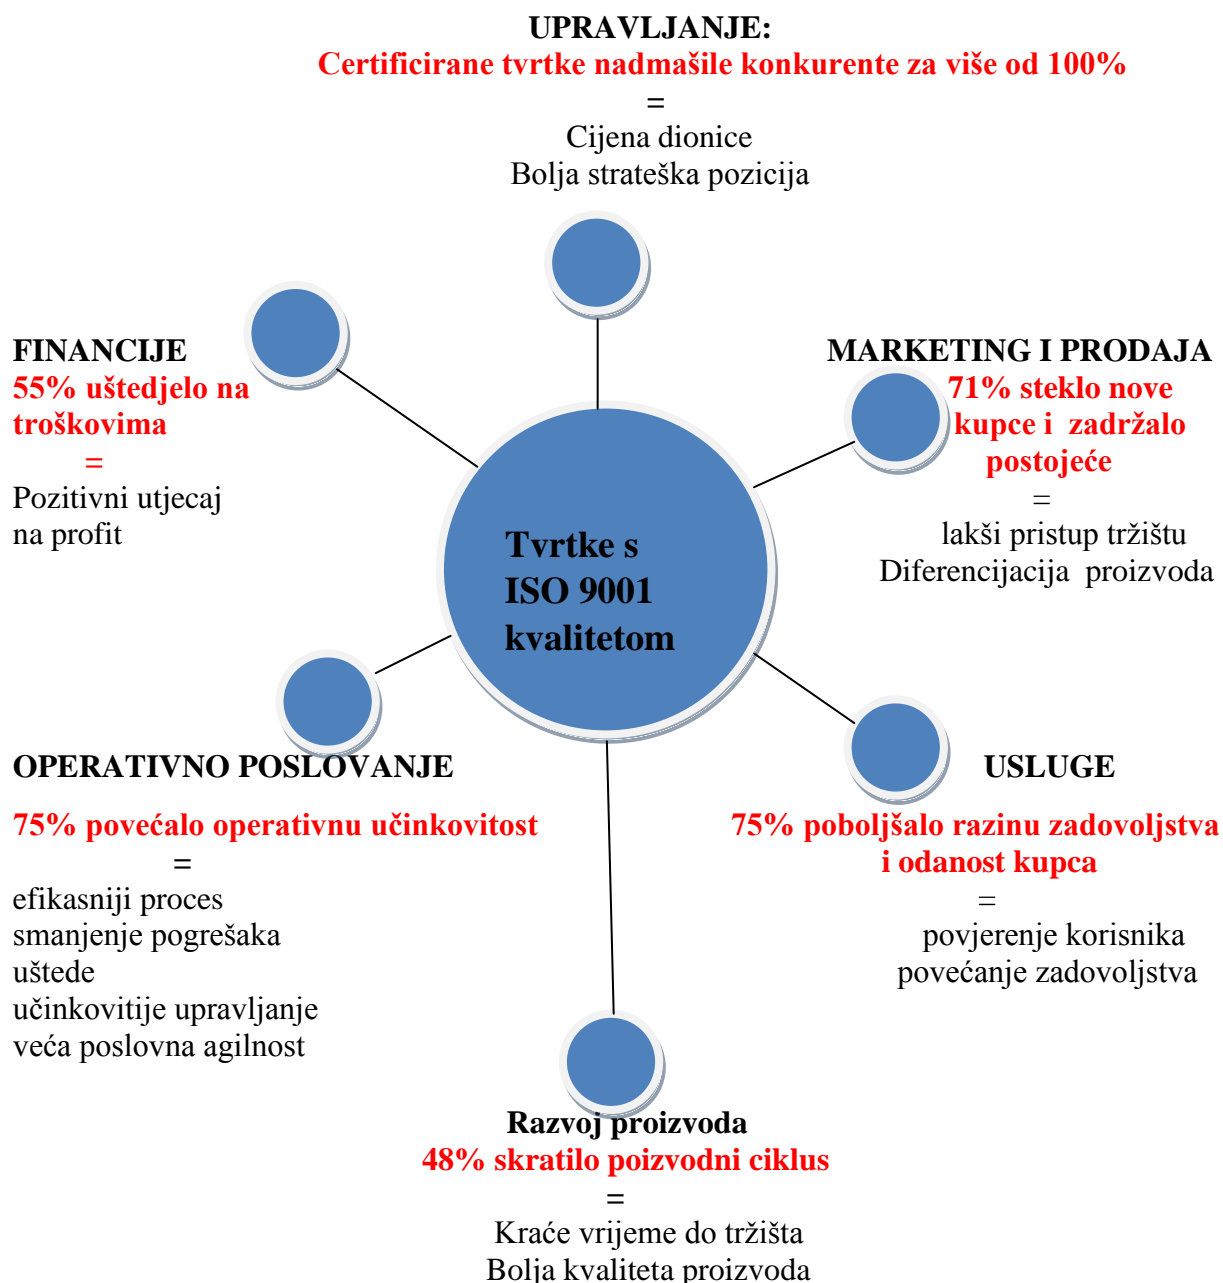 UPRAVLJANJE:
Certificirane tvrtke nadmašile konkurente za više od 100%
=
Cijena dionice
Bolja strateška pozicija
FINANCIJE
55% uštedjelo na
troškovima
=
Pozitivni utjecaj
na profit
MARKETING I PRODAJA
71% steklo nove
kupce i zadržalo
postojeće
=
lakši pristup tržištu
Diferencijacija proizvoda
Tvrtke s
ISO 9001
kvalitetom
OPERATIVNO POSLOVANJE
75% povećalo operativnu učinkovitost
=
efikasniji proces
smanjenje pogrešaka
uštede
učinkovitije upravljanje
veća poslovna agilnost
USLUGE
75% poboljšalo razinu zadovoljstva
i odanost kupca
=
povjerenje korisnika
povećanje zadovoljstva
Razvoj proizvoda
48% skratilo poizvodni ciklus
=
Kraće vrijeme do tržišta
Bolja kvaliteta proizvoda